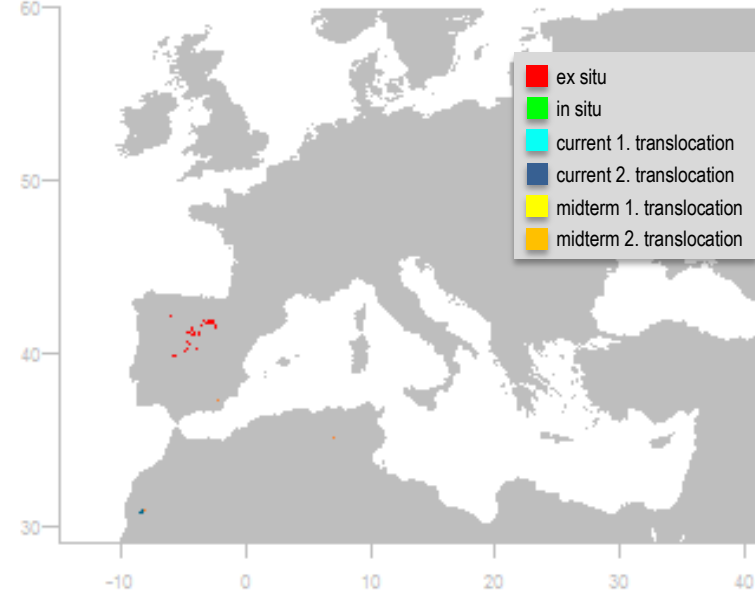 60
ex situ
in situ
current 1. translocation
current 2. translocation
midterm 1. translocation
midterm 2. translocation
50
40
30
-10 0 10 20 30 40